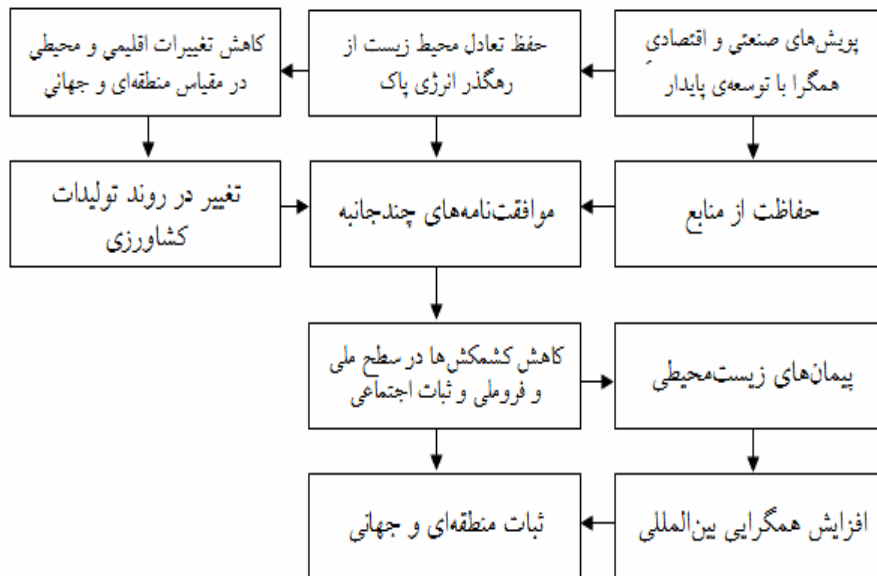 پویش‌های صنعتی و اقتصادی
همگرا با توسعه‌ی پایدار
حفظ تعادل محیط زیست از
رهگذر انرژی پاک
کاهش تغییرات اقلیمی و محیطی
در مقیاس منطقه‌ای و جهانی
حفاظت از منابع
موافقت‌نامه‌های چندجانبه
تغییر در روند تولیدات
کشاورزی
پیمان‌های زیست‌محیطی
کاهش کشمکش‌ها در سطح ملی
و فروملی و ثبات اجتماعی
افزایش همگرایی بین‌المللی
ثبات منطقه‌ای و جهانی